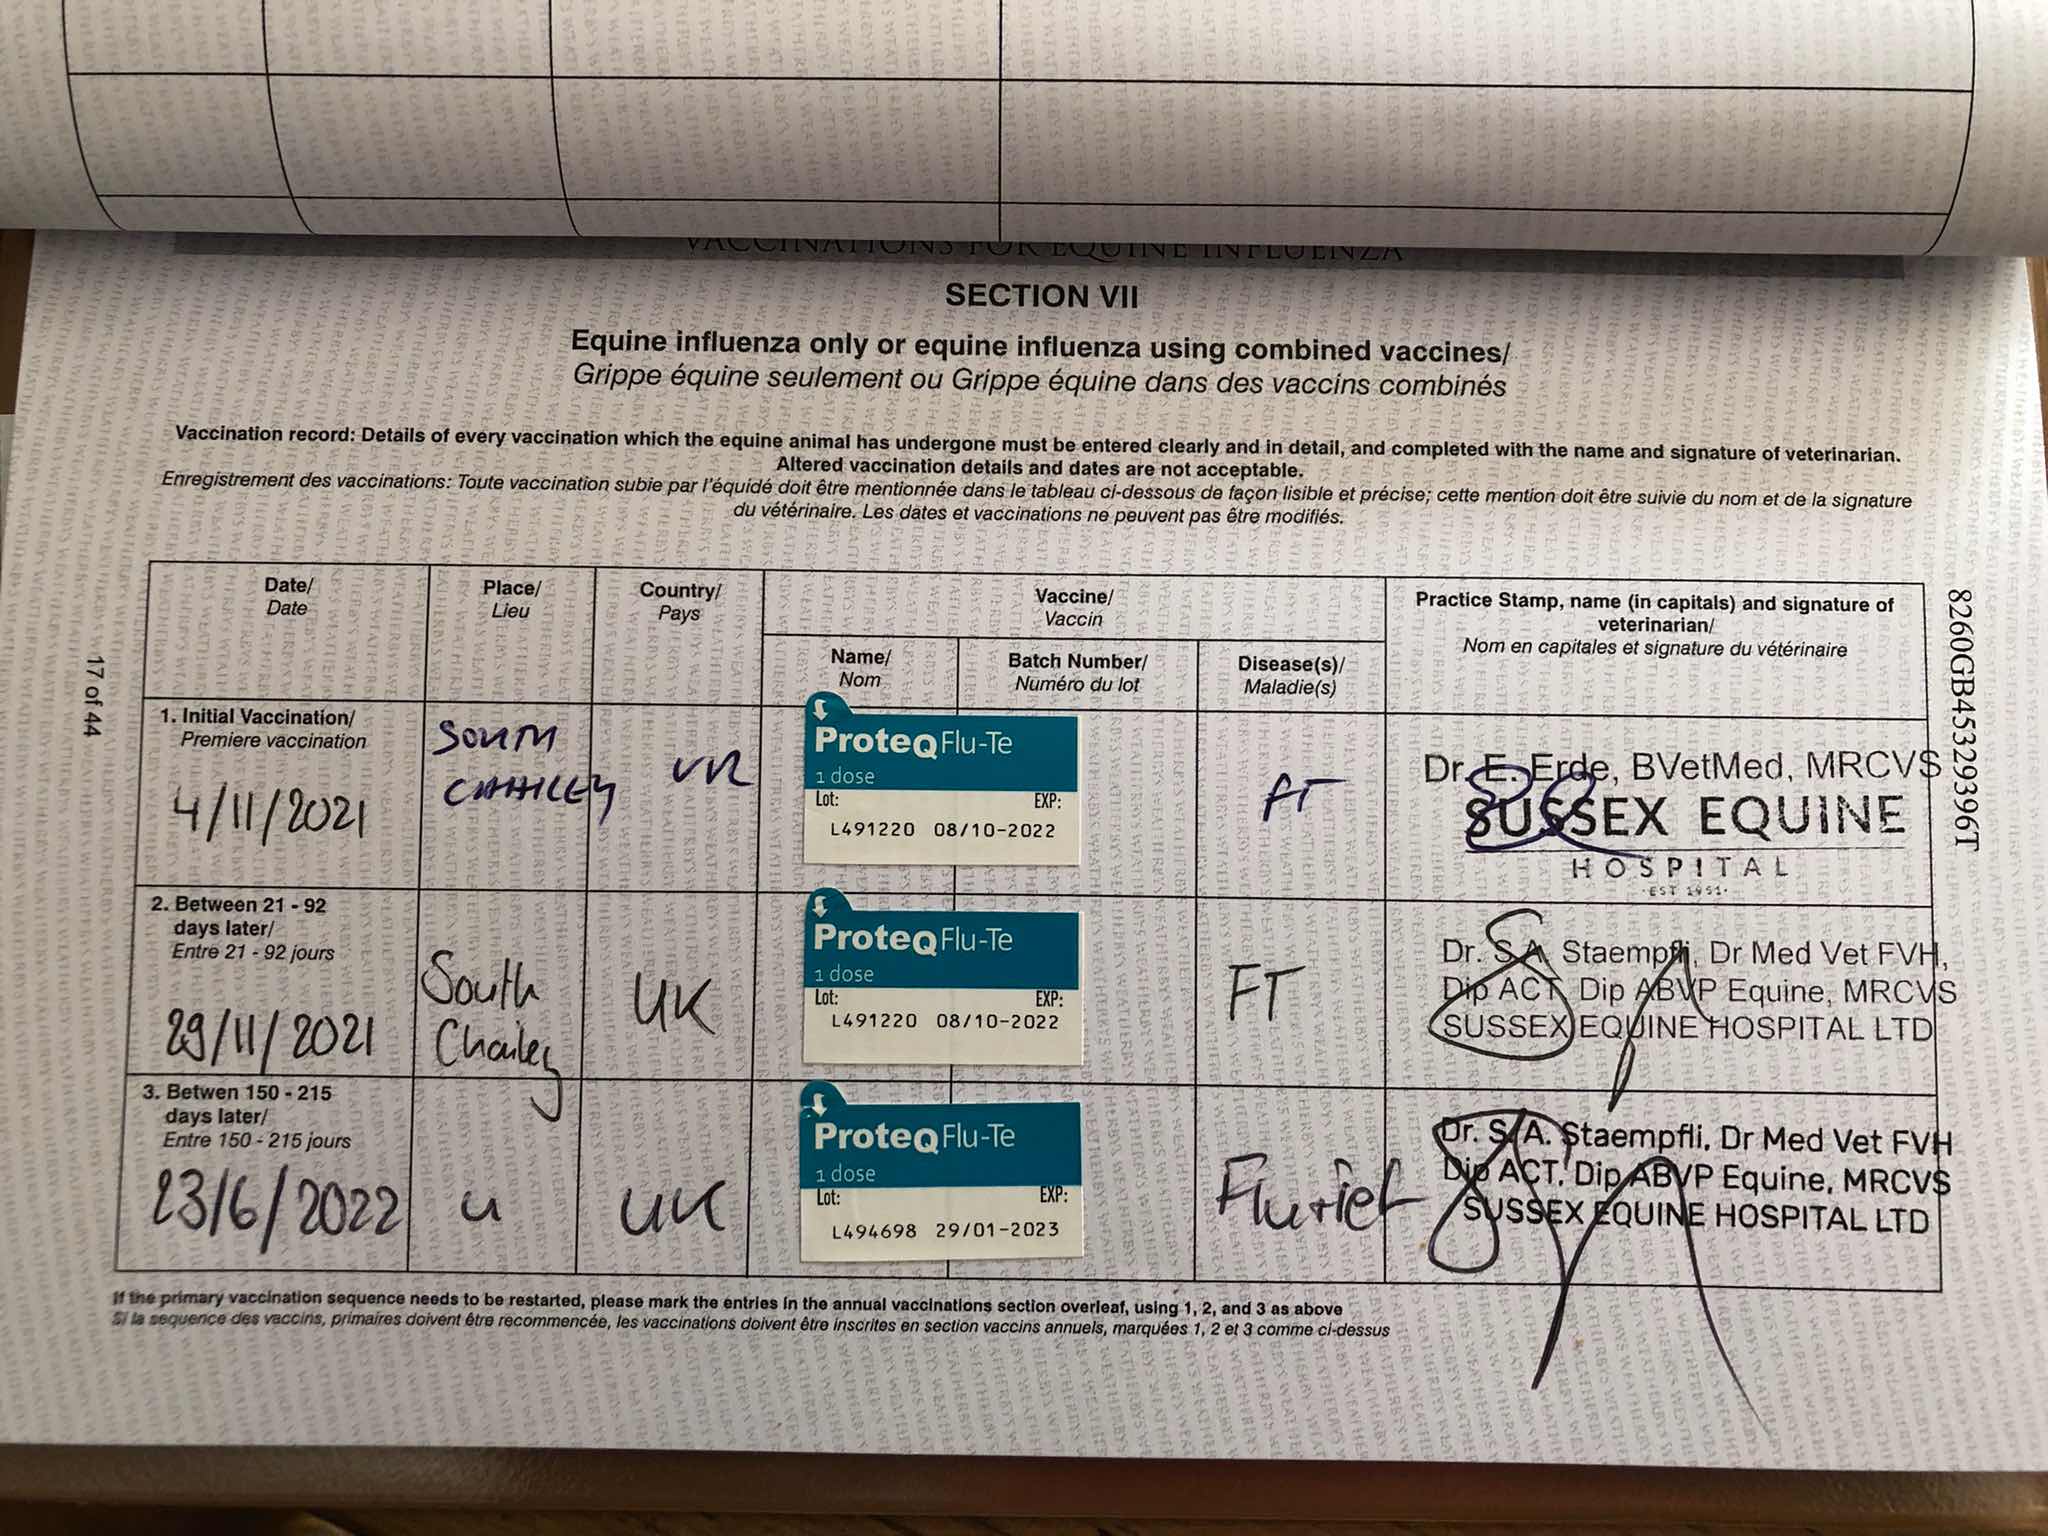 VACCINATIONS FOR EQUINE INFLUENZA
SECTION VII
Equine influenza only or equine influenza using combined vaccines/
Grippe équine seulement ou Grippe équine dans des vaccins combinés
Vaccination record: Details of every vaccination which the equine animal has undergone must be entered clearly and in detail, and completed with the name and signature of veterinarian.
Altered vaccination details and dates are not acceptable.
Enregistrement des vaccinations: Toute vaccination subie par l'équidé doit être mentionnée dans le tableau ci-dessous de façon lisible et précise; cette mention doit être suivie du nom et de la signature
du vétérinaire. Les dates et vaccinations ne peuvent pas être modifiés.
Date/
Date
Place/
Lieu
Country/
Pays
Vaccine/
Vaccin
Name/
Nom
Batch Number/
Numéro du lot
Disease(s)/
Maladie(s)
Practice Stamp, name (in capitals) and signature of
veterinarian/
Nom en capitales et signature du vétérinaire
1. Initial Vaccination/
Premiere vaccination
4/11/2021
SOUTH
CHAILEY
UK
ProteqFlu-Te
1 dose
Lot: EXP:
L491220 08/10-2022
FT
Dr. E. Erde, BVetMed, MRCVS
SUSSEX EQUINE
HOSPITAL
·EST 1951·
2. Between 21 - 92
days later/
Entre 21 - 92 jours
29/11/2021
South
Chailey
UK
ProteqFlu-Te
1 dose
Lot: EXP:
L491220 08/10-2022
FT
Dr. S.A. Staempfli, Dr Med Vet FVH,
Dip ACT, Dip ABVP Equine, MRCVS
SUSSEX EQUINE HOSPITAL LTD
3. Betwen 150 - 215
days later/
Entre 150 - 215 jours
23/6/2022
u
UK
ProteqFlu-Te
1 dose
Lot: EXP:
L494698 29/01-2023
Dr. S.A. Staempfli, Dr Med Vet FVH
Dip ACT, Dip ABVP Equine, MRCVS
SUSSEX EQUINE HOSPITAL LTD
If the primary vaccination sequence needs to be restarted, please mark the entries in the annual vaccinations section overleaf, using 1, 2, and 3 as above
Si la sequence des vaccins, primaires doivent être recommencée, les vaccinations doivent être inscrites en section vaccins annuels, marquées 1, 2 et 3 comme ci-dessus
17 of 44
8260GB45329396T